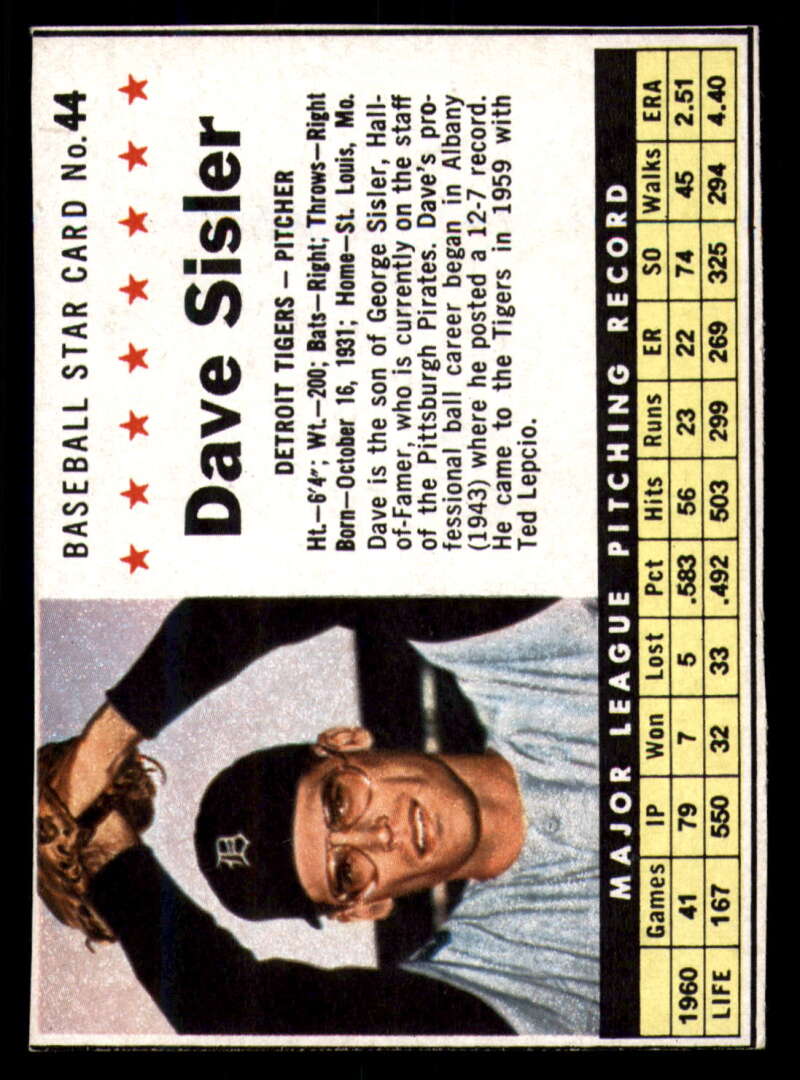 BASEBALL STAR CARD No. 44
Dave Sisler
DETROIT TIGERS — PITCHER
Ht.—6'4"; Wt.—200; Bats—Right; Throws—Right
Born—October 16, 1931; Home—St. Louis, Mo.
Dave is the son of George Sisler, Hall-
of-Famer, who is currently on the staff
of the Pittsburgh Pirates. Dave's pro-
fessional ball career began in Albany
(1943) where he posted a 12-7 record.
He came to the Tigers in 1959 with
Ted Lepcio.
D
MAJOR LEAGUE PITCHING RECORD
Games IP Won Lost Pct Hits Runs ER SO Walks ERA
1960 41 79 7 5 .583 56 23 22 74 45 2.51
LIFE 167 550 32 33 .492 503 299 269 325 294 4.40